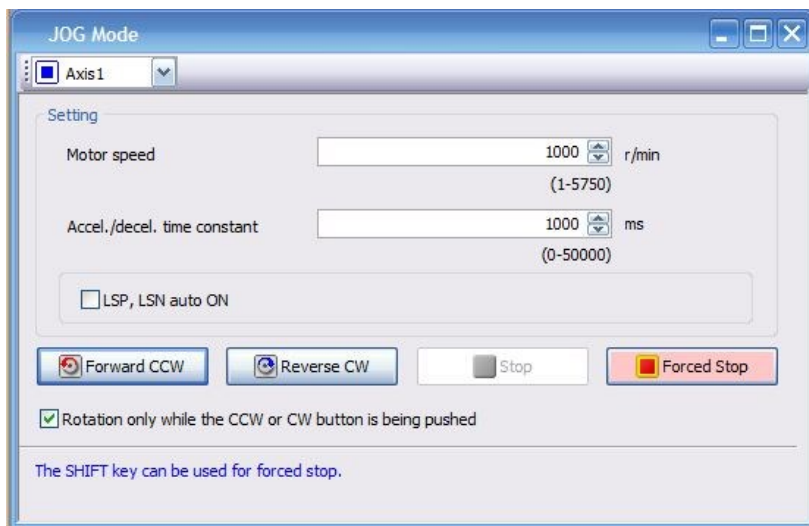 JOG Mode
Axis1
Setting
Motor speed 1000 r/min
(1-5750)
Accel./decel. time constant 1000 ms
(0-50000)
LSP, LSN auto ON
Forward CCW Reverse CW Stop Forced Stop
Rotation only while the CCW or CW button is being pushed
The SHIFT key can be used for forced stop.